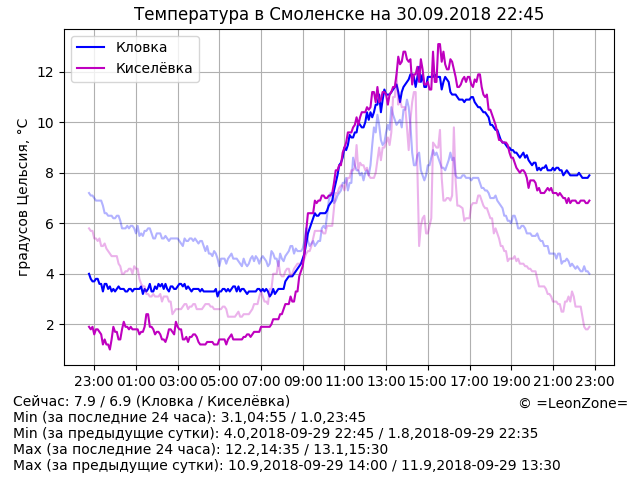 Температура в Смоленске на 30.09.2018 22:45
Кловка
Киселёвка
градусов Цельсия, °C
12
10
8
6
4
2
23:00 01:00 03:00 05:00 07:00 09:00 11:00 13:00 15:00 17:00 19:00 21:00 23:00
Сейчас: 7.9 / 6.9 (Кловка / Киселёвка)
© =LeonZone=
Min (за последние 24 часа): 3.1,04:55 / 1.0,23:45
Min (за предыдущие сутки): 4.0,2018-09-29 22:45 / 1.8,2018-09-29 22:35
Max (за последние 24 часа): 12.2,14:35 / 13.1,15:30
Max (за предыдущие сутки): 10.9,2018-09-29 14:00 / 11.9,2018-09-29 13:30